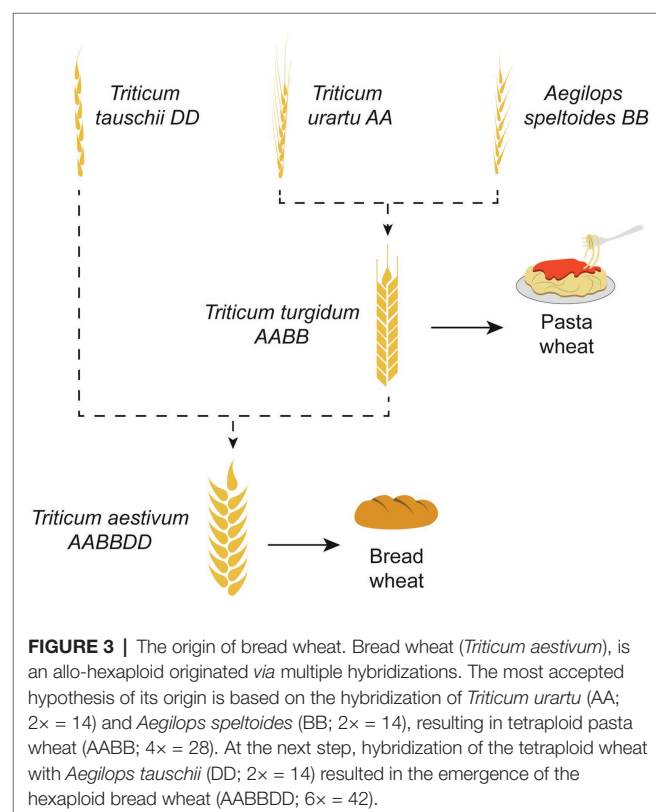 Triticum
tauschii DD
Triticum
urartu AA
Aegilops
speltoides BB
Triticum turgidum
AABB
Pasta
wheat
Triticum aestivum
AABBDD
Bread
wheat
FIGURE 3 | The origin of bread wheat. Bread wheat (Triticum aestivum), is
an allo-hexaploid originated via multiple hybridizations. The most accepted
hypothesis of its origin is based on the hybridization of Triticum urartu (AA;
2× = 14) and Aegilops speltoides (BB; 2× = 14), resulting in tetraploid pasta
wheat (AABB; 4× = 28). At the next step, hybridization of the tetraploid wheat
with Aegilops tauschii (DD; 2× = 14) resulted in the emergence of the
hexaploid bread wheat (AABBDD; 6× = 42).